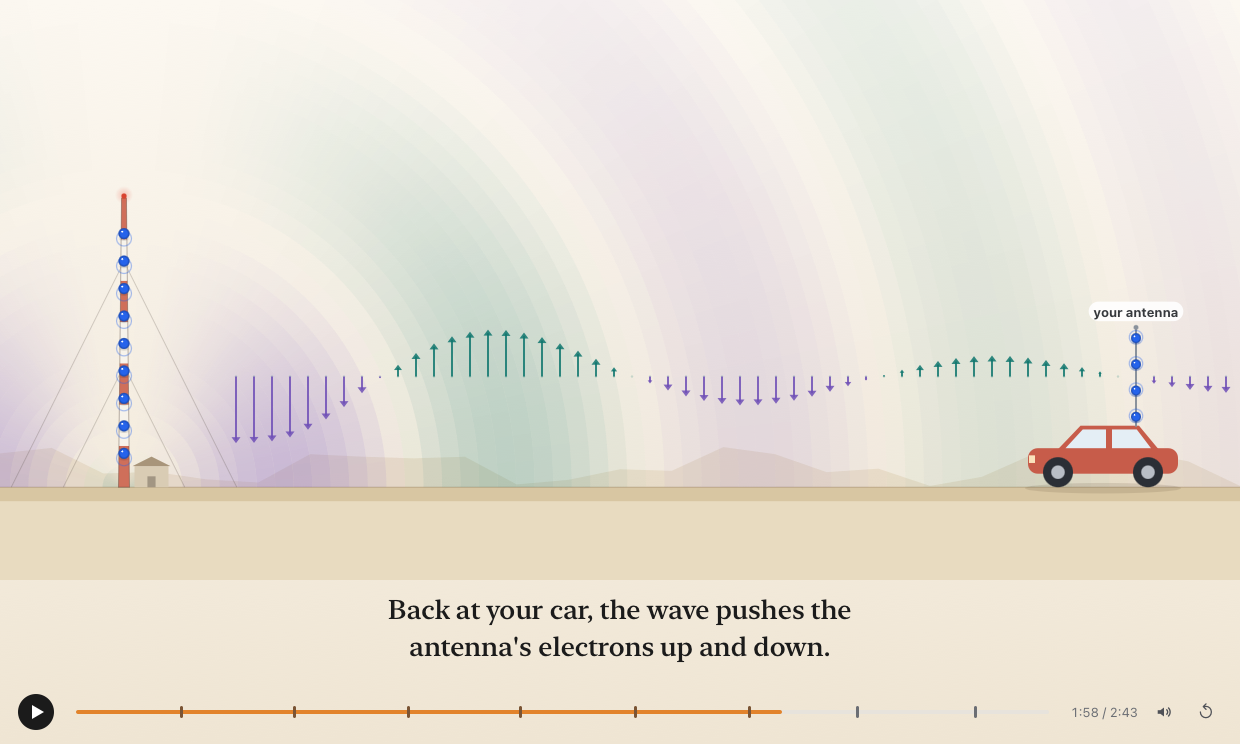 your antenna
Back at your car, the wave pushes the
antenna's electrons up and down.
1:58 / 2:43